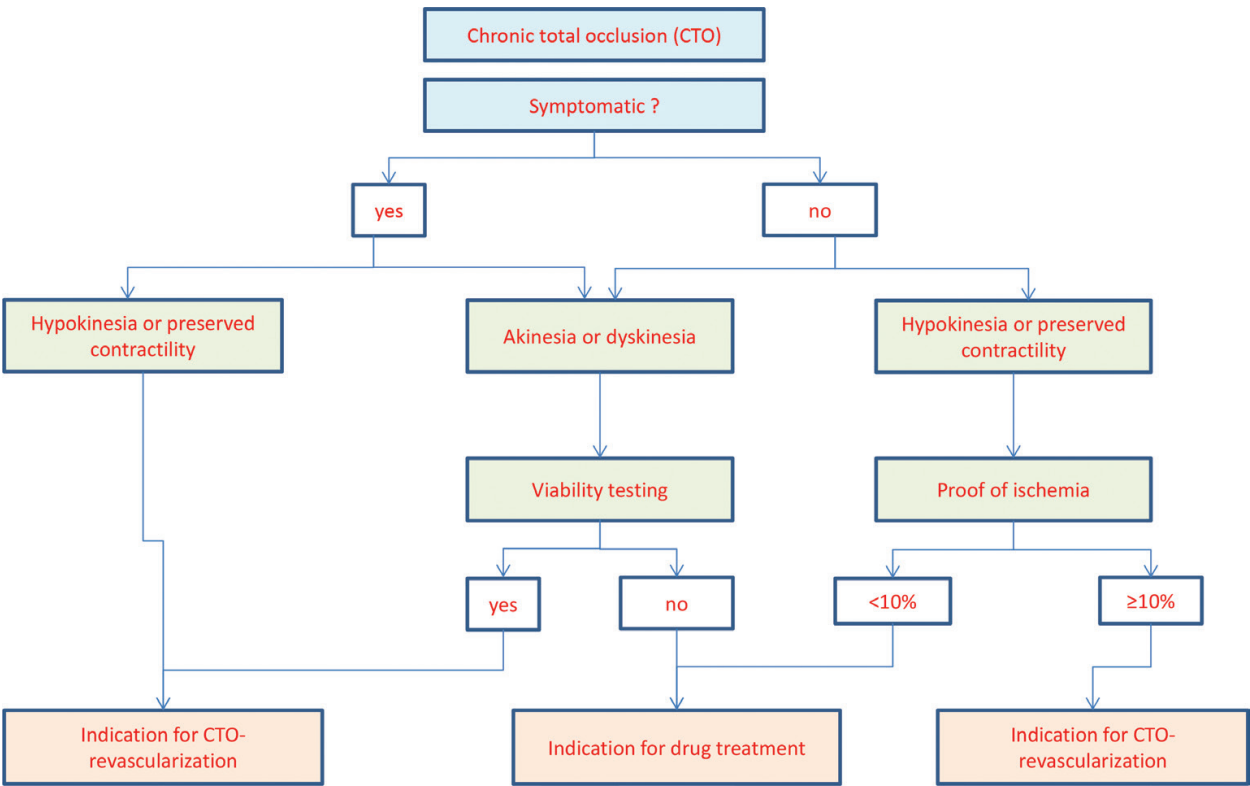 Chronic total occlusion (CTO)
Symptomatic ?
yes
no
Hypokinesia or preserved
contractility
Akinesia or dyskinesia
Hypokinesia or preserved
contractility
Viability testing
Proof of ischemia
yes
no
<10%
≥10%
Indication for CTO-
revascularization
Indication for drug treatment
Indication for CTO-
revascularization